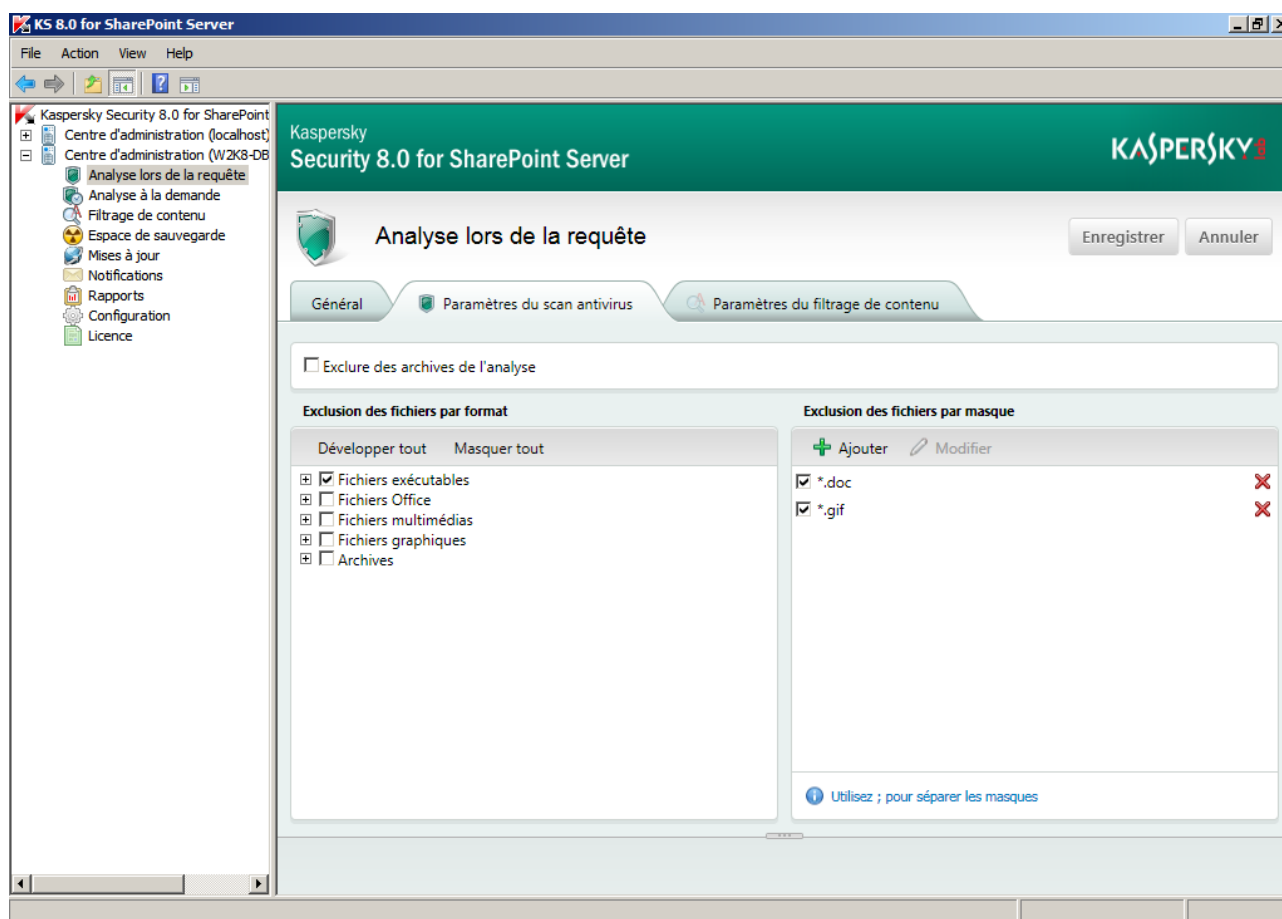 KS 8.0 for SharePoint Server
File Action View Help
Kaspersky Security 8.0 for SharePoint
Centre d'administration (localhost)
Centre d'administration (W2K8-DB
Analyse lors de la requête
Analyse à la demande
Filtrage de contenu
Espace de sauvegarde
Mises à jour
Notifications
Rapports
Configuration
Licence
Kaspersky
Security 8.0 for SharePoint Server
KASPERSKY lab
Analyse lors de la requête
Enregistrer Annuler
Général Paramètres du scan antivirus Paramètres du filtrage de contenu
Exclure des archives de l'analyse
Exclusion des fichiers par format
Développer tout Masquer tout
Fichiers exécutables
Fichiers Office
Fichiers multimédias
Fichiers graphiques
Archives
Exclusion des fichiers par masque
Ajouter Modifier
*.doc
*.gif
Utilisez ; pour séparer les masques